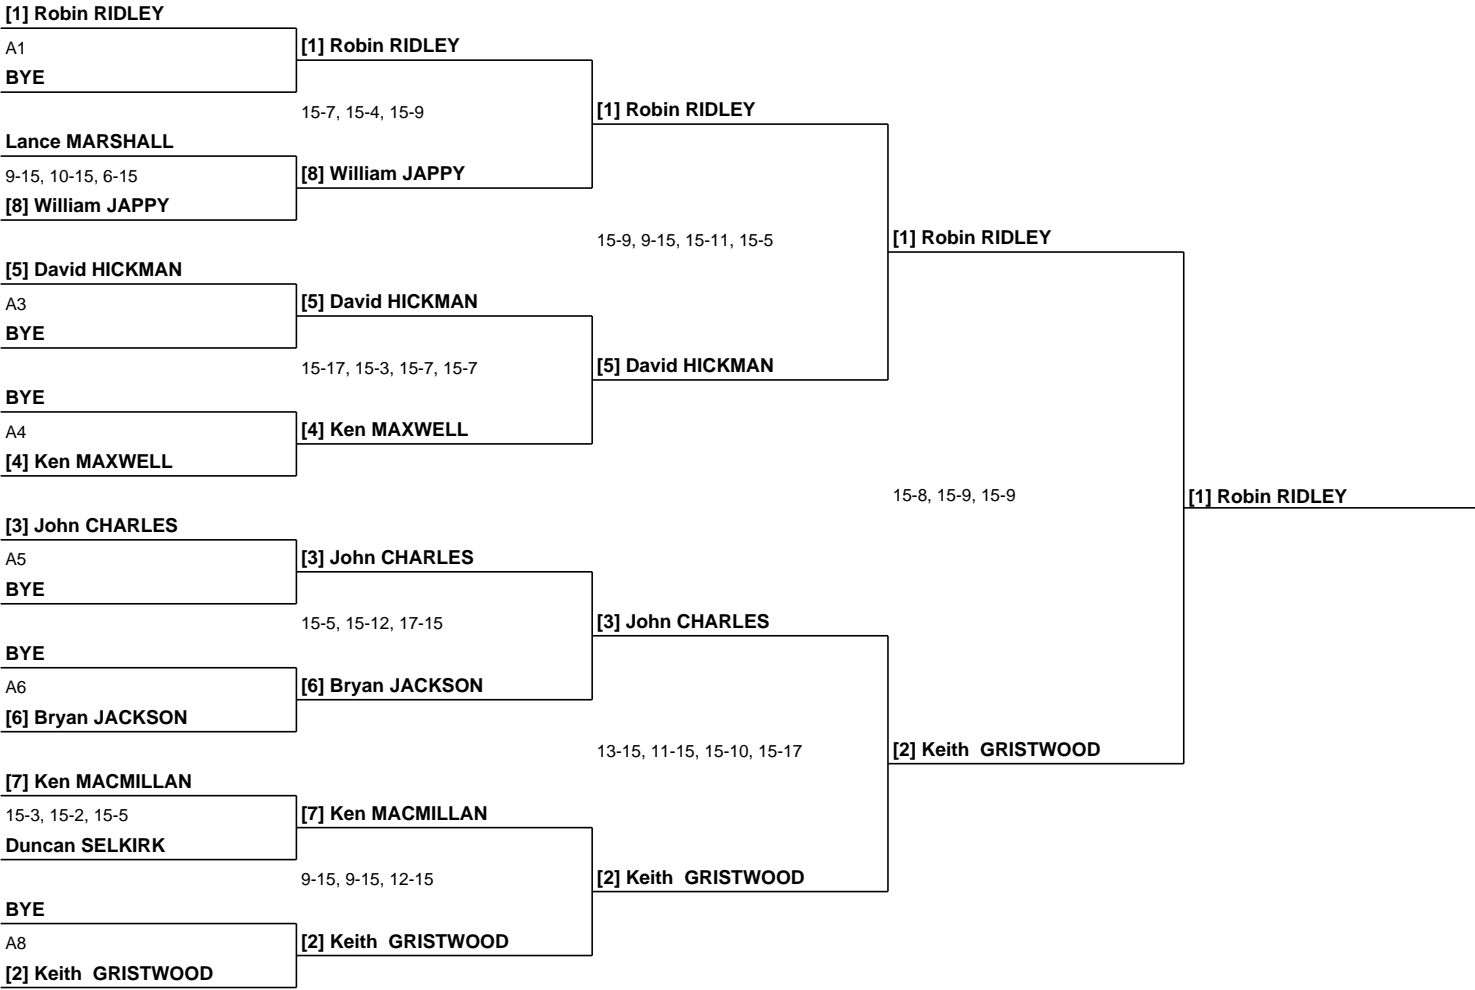 [1] Robin RIDLEY
A1
[1] Robin RIDLEY
BYE
15-7, 15-4, 15-9
[1] Robin RIDLEY
Lance MARSHALL
9-15, 10-15, 6-15
[8] William JAPPY
[8] William JAPPY
15-9, 9-15, 15-11, 15-5
[1] Robin RIDLEY
[5] David HICKMAN
A3
[5] David HICKMAN
BYE
15-17, 15-3, 15-7, 15-7
[5] David HICKMAN
BYE
A4
[4] Ken MAXWELL
[4] Ken MAXWELL
15-8, 15-9, 15-9
[1] Robin RIDLEY
[3] John CHARLES
A5
[3] John CHARLES
BYE
15-5, 15-12, 17-15
[3] John CHARLES
BYE
A6
[6] Bryan JACKSON
[6] Bryan JACKSON
13-15, 11-15, 15-10, 15-17
[2] Keith  GRISTWOOD
[7] Ken MACMILLAN
15-3, 15-2, 15-5
[7] Ken MACMILLAN
Duncan SELKIRK
9-15, 9-15, 12-15
[2] Keith  GRISTWOOD
BYE
A8
[2] Keith  GRISTWOOD
[2] Keith  GRISTWOOD